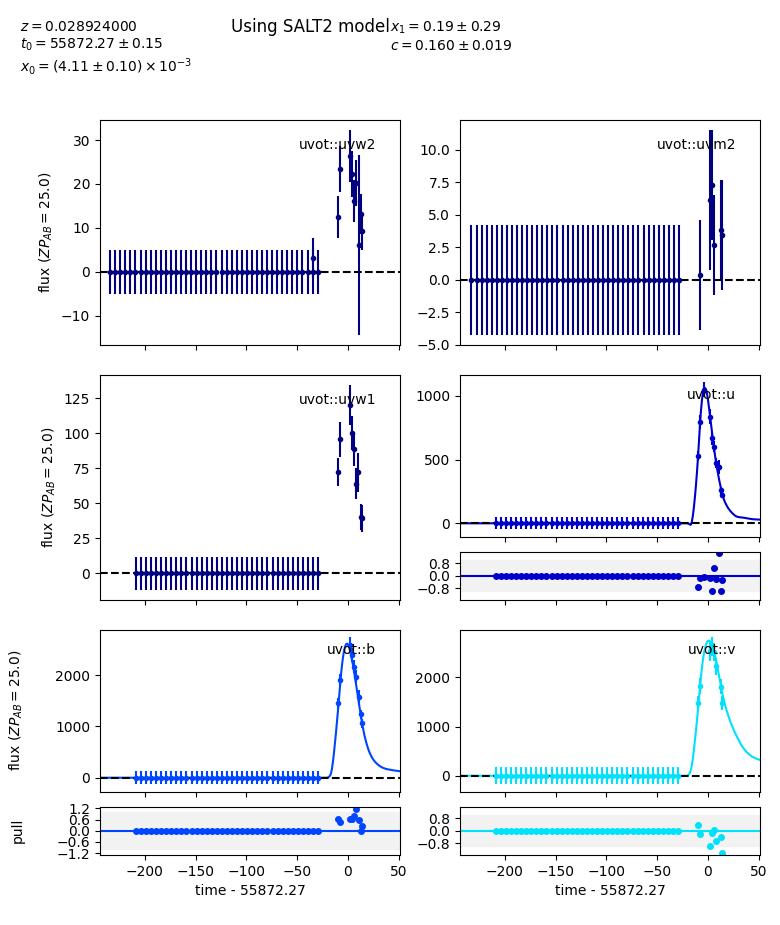 Using SALT2 model
z = 0.028924000
t0 = 55872.27 ± 0.15
x0 = (4.11 ± 0.10) × 10^−3
x1 = 0.19 ± 0.29
c = 0.160 ± 0.019
uvot::uvw2
30
20
10
0
−10
flux (ZP_AB = 25.0)
uvot::uvm2
10.0
7.5
5.0
2.5
0.0
−2.5
−5.0
uvot::uvw1
125
100
75
50
25
0
flux (ZP_AB = 25.0)
uvot::u
1000
500
0
0.8
0.0
−0.8
uvot::b
2000
1000
0
flux (ZP_AB = 25.0)
1.2
0.6
0.0
−0.6
−1.2
pull
−200 −150 −100 −50 0 50
time - 55872.27
uvot::v
2000
1000
0
0.8
0.0
−0.8
−200 −150 −100 −50 0 50
time - 55872.27